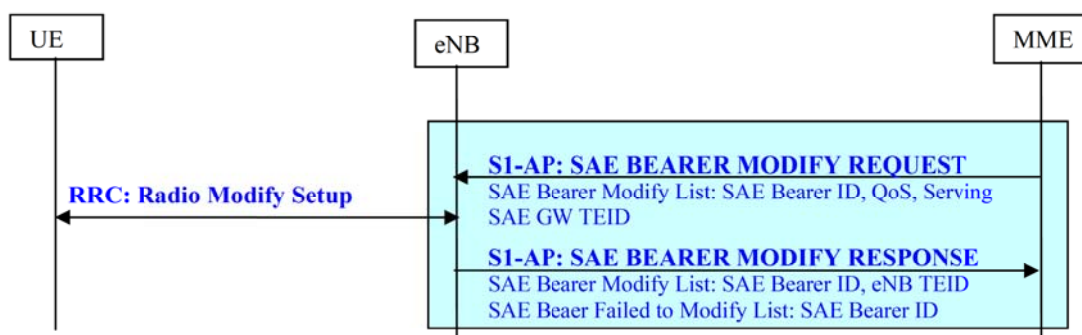 UE
eNB
MME
S1-AP: SAE BEARER MODIFY REQUEST
SAE Bearer Modify List: SAE Bearer ID, QoS, Serving
SAE GW TEID
RRC: Radio Modify Setup
S1-AP: SAE BEARER MODIFY RESPONSE
SAE Bearer Modify List: SAE Bearer ID, eNB TEID
SAE Beaer Failed to Modify List: SAE Bearer ID